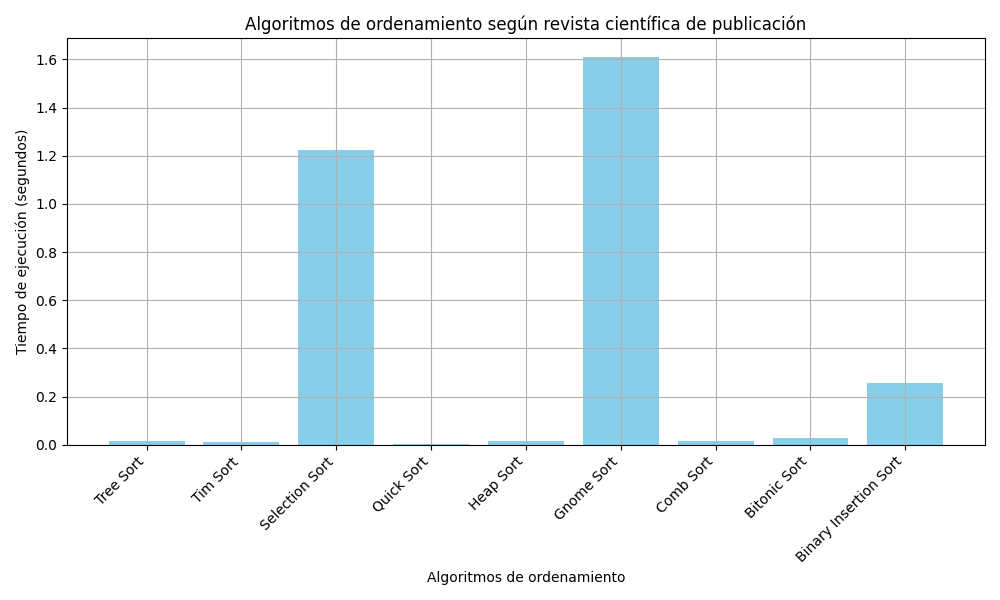 Algoritmos de ordenamiento según revista científica de publicación
Tiempo de ejecución (segundos)
1.6
1.4
1.2
1.0
0.8
0.6
0.4
0.2
0.0
Tree Sort
Tim Sort
Selection Sort
Quick Sort
Heap Sort
Gnome Sort
Comb Sort
Bitonic Sort
Binary Insertion Sort
Algoritmos de ordenamiento